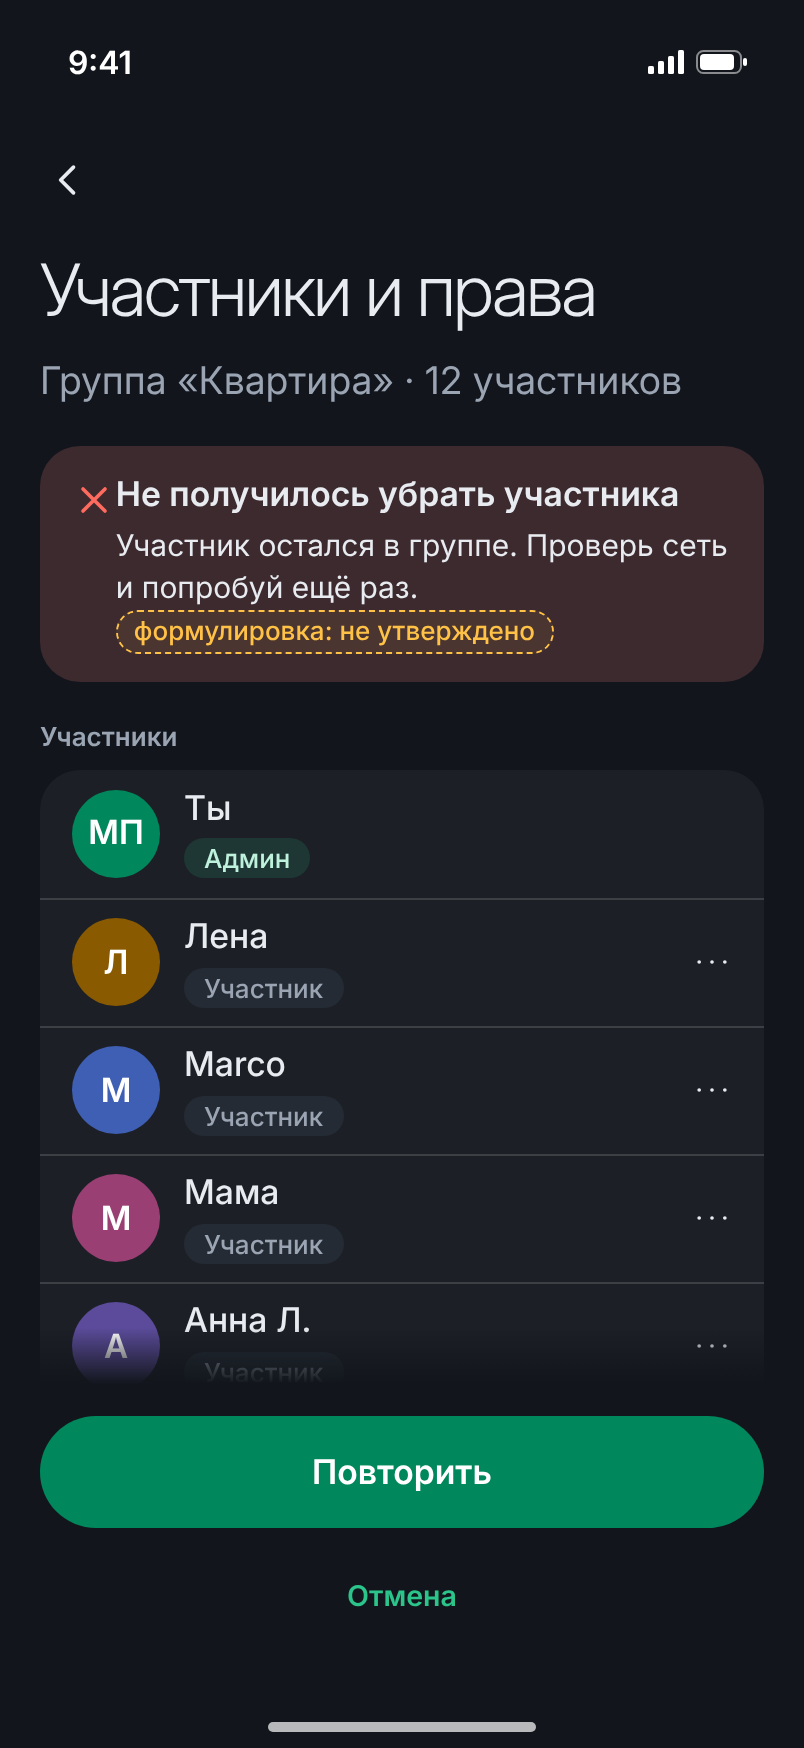 9:41
Участники и права
Группа «Квартира» · 12 участников
Не получилось убрать участника
Участник остался в группе. Проверь сеть
и попробуй ещё раз.
формулировка: не утверждено
Участники
МП
Ты
Админ
Л
Лена
Участник
M
Marco
Участник
М
Мама
Участник
А
Анна Л.
Участник
Повторить
Отмена